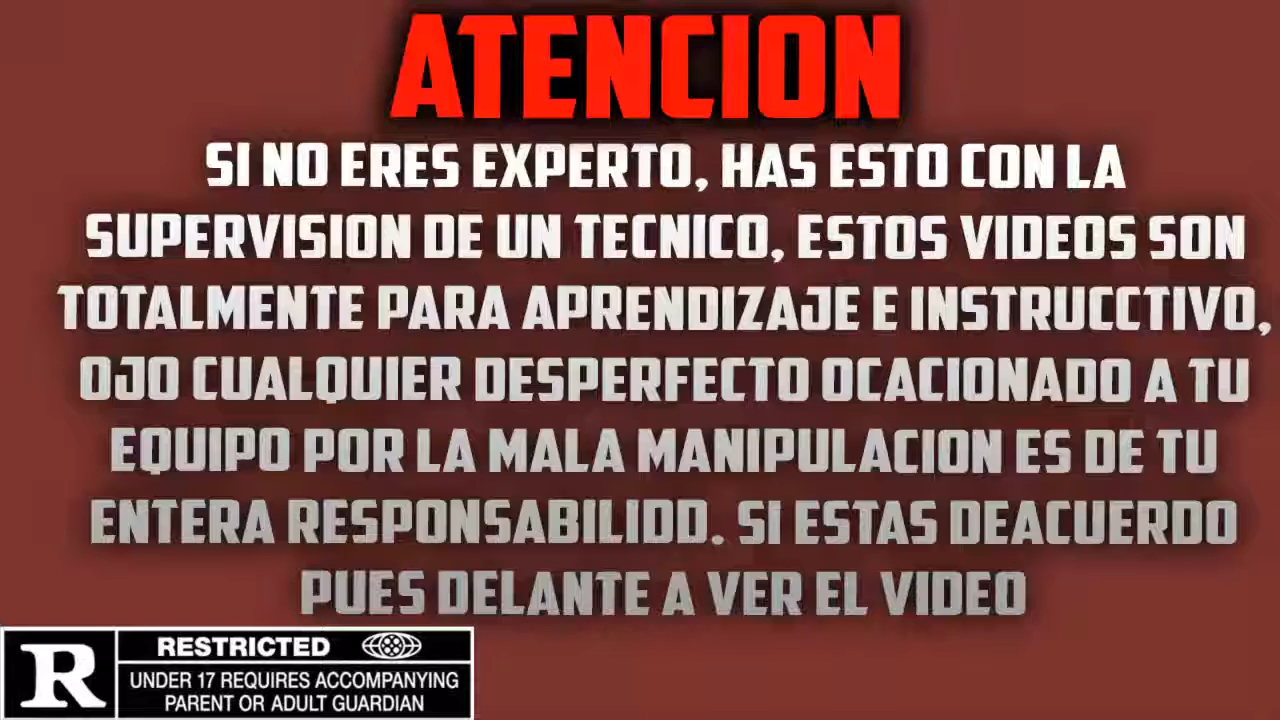 ATENCION
SI NO ERES EXPERTO, HAS ESTO CON LA
SUPERVISION DE UN TECNICO, ESTOS VIDEOS SON
TOTALMENTE PARA APRENDIZAJE E INSTRUCCTIVO,
OJO CUALQUIER DESPERFECTO OCACIONADO A TU
EQUIPO POR LA MALA MANIPULACION ES DE TU
ENTERA RESPONSABILIDD. SI ESTAS DEACUERDO
PUES DELANTE A VER EL VIDEO
R
RESTRICTED
UNDER 17 REQUIRES ACCOMPANYING
PARENT OR ADULT GUARDIAN